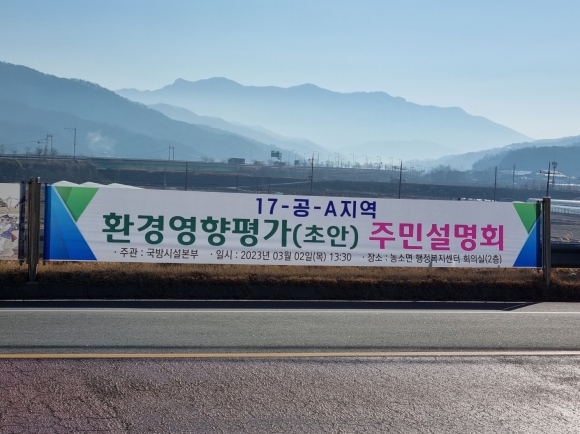 17-공-A지역
환경영향평가(초안) 주민설명회
· 주관 : 국방시설본부 · 일시 : 2023년 03월 02일(목) 13:30 · 장소 : 농소면 행정복지센터 회의실(2층)